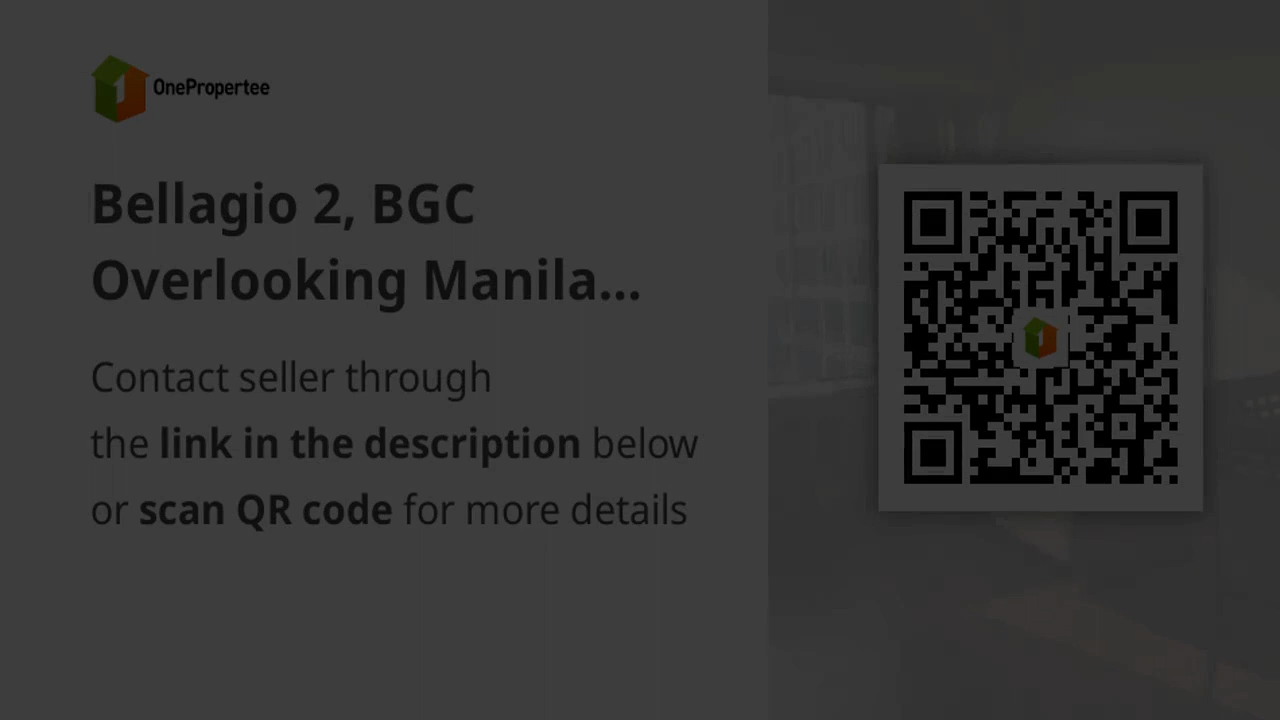 OnePropertee
Bellagio 2, BGC
Overlooking Manila...
Contact seller through
the link in the description below
or scan QR code for more details